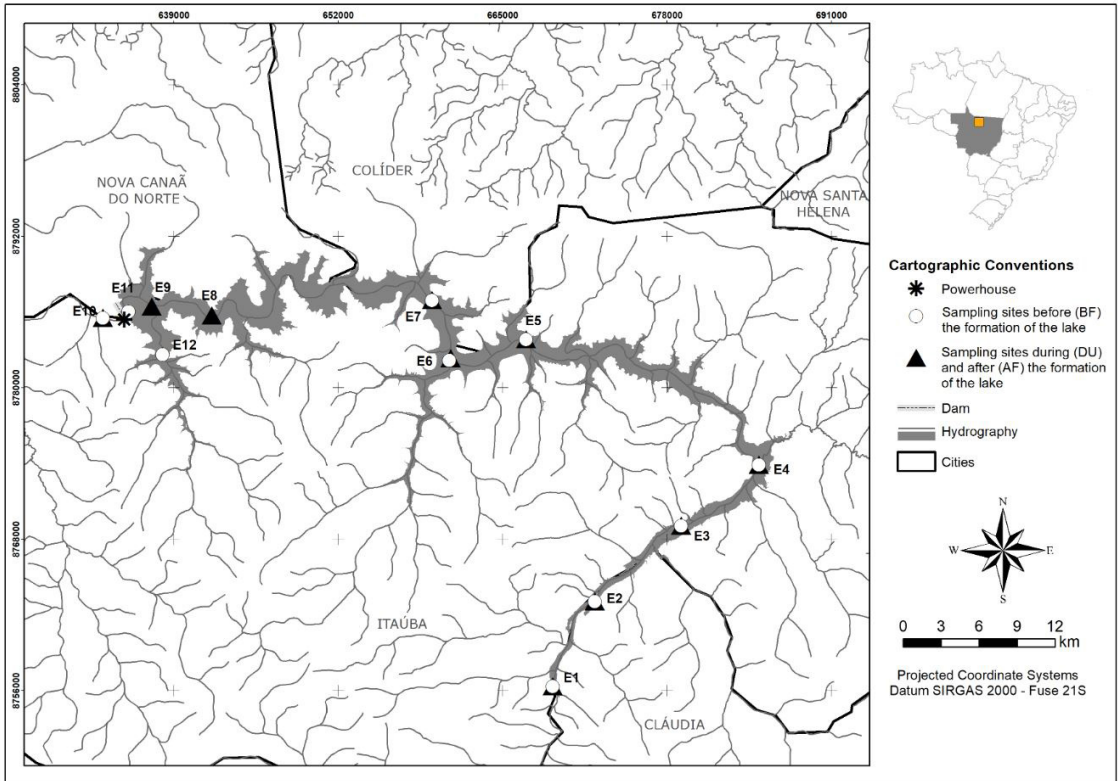 639000
652000
665000
678000
691000
8804000
8792000
8780000
8768000
8756000
NOVA CANAÃ
DO NORTE
COLÍDER
NOVA SANTA
HELENA
E11
E9
E8
E10
E7
E5
E12
E6
E4
E3
E2
ITAÚBA
E1
CLÁUDIA
Cartographic Conventions
Powerhouse
Sampling sites before (BF)
the formation of the lake
Sampling sites during (DU)
and after (AF) the formation
of the lake
Dam
Hydrography
Cities
N
W
E
S
0 3 6 9 12
km
Projected Coordinate Systems
Datum SIRGAS 2000 - Fuse 21S